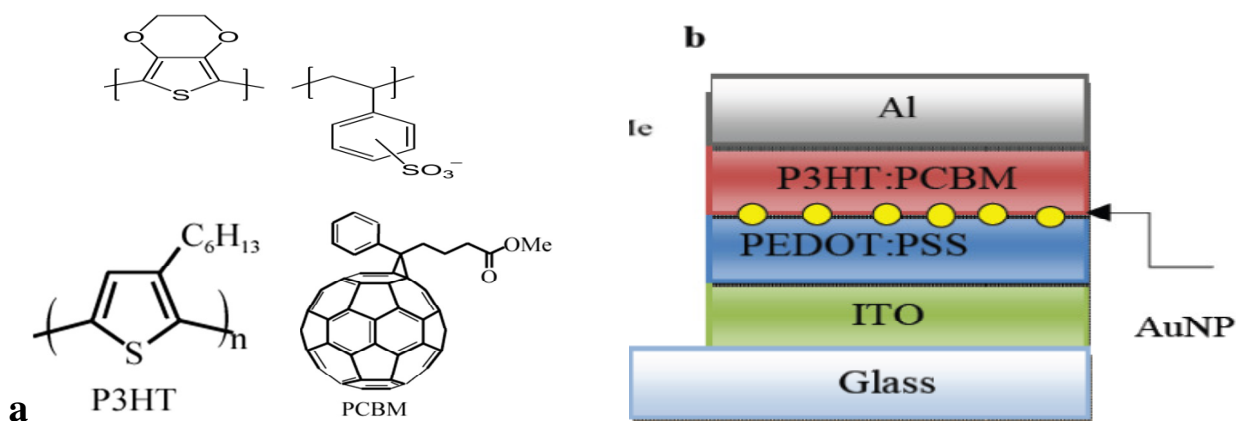 O O
S
SO₃⁻
C₆H₁₃
S
n
P3HT
OMe
O
PCBM
a
b
Al
P3HT:PCBM
PEDOT:PSS
ITO
AuNP
Glass